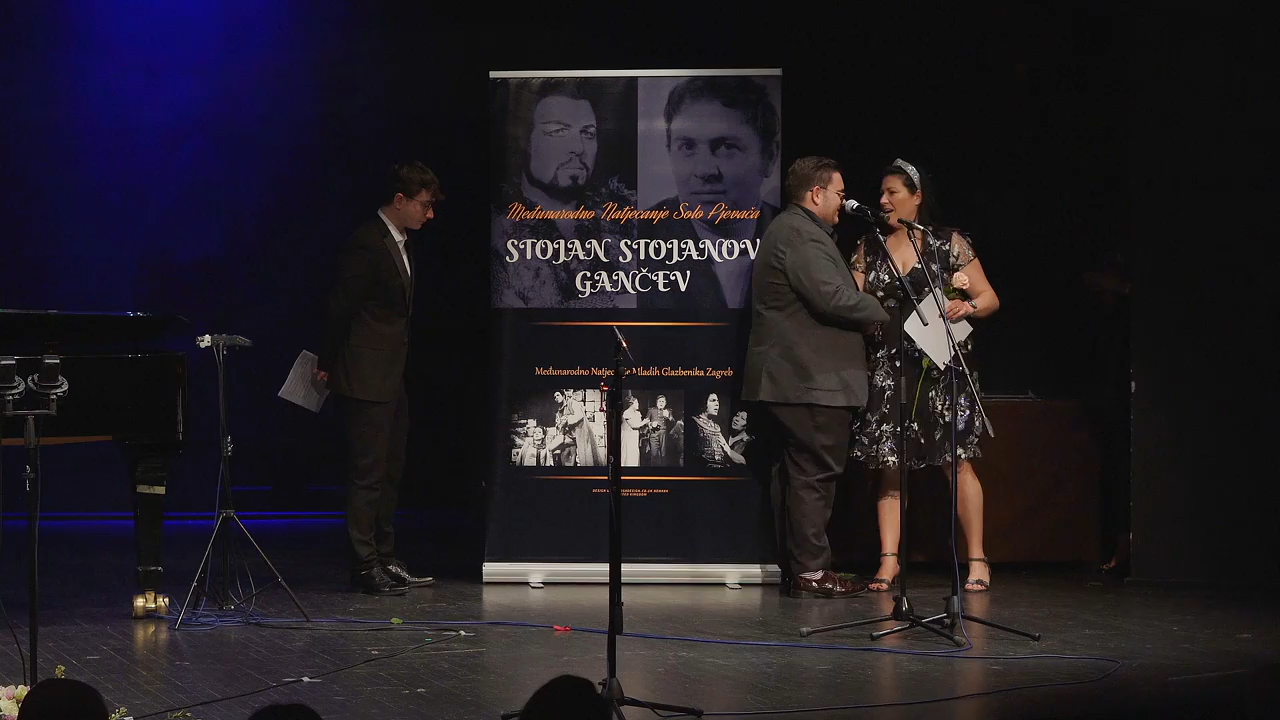 Međunarodno Natjecanje Solo Pjevača
STOJAN STOJANOV
GANČEV
Međunarodno Natjecanje Mladih Glazbenika Zagreb